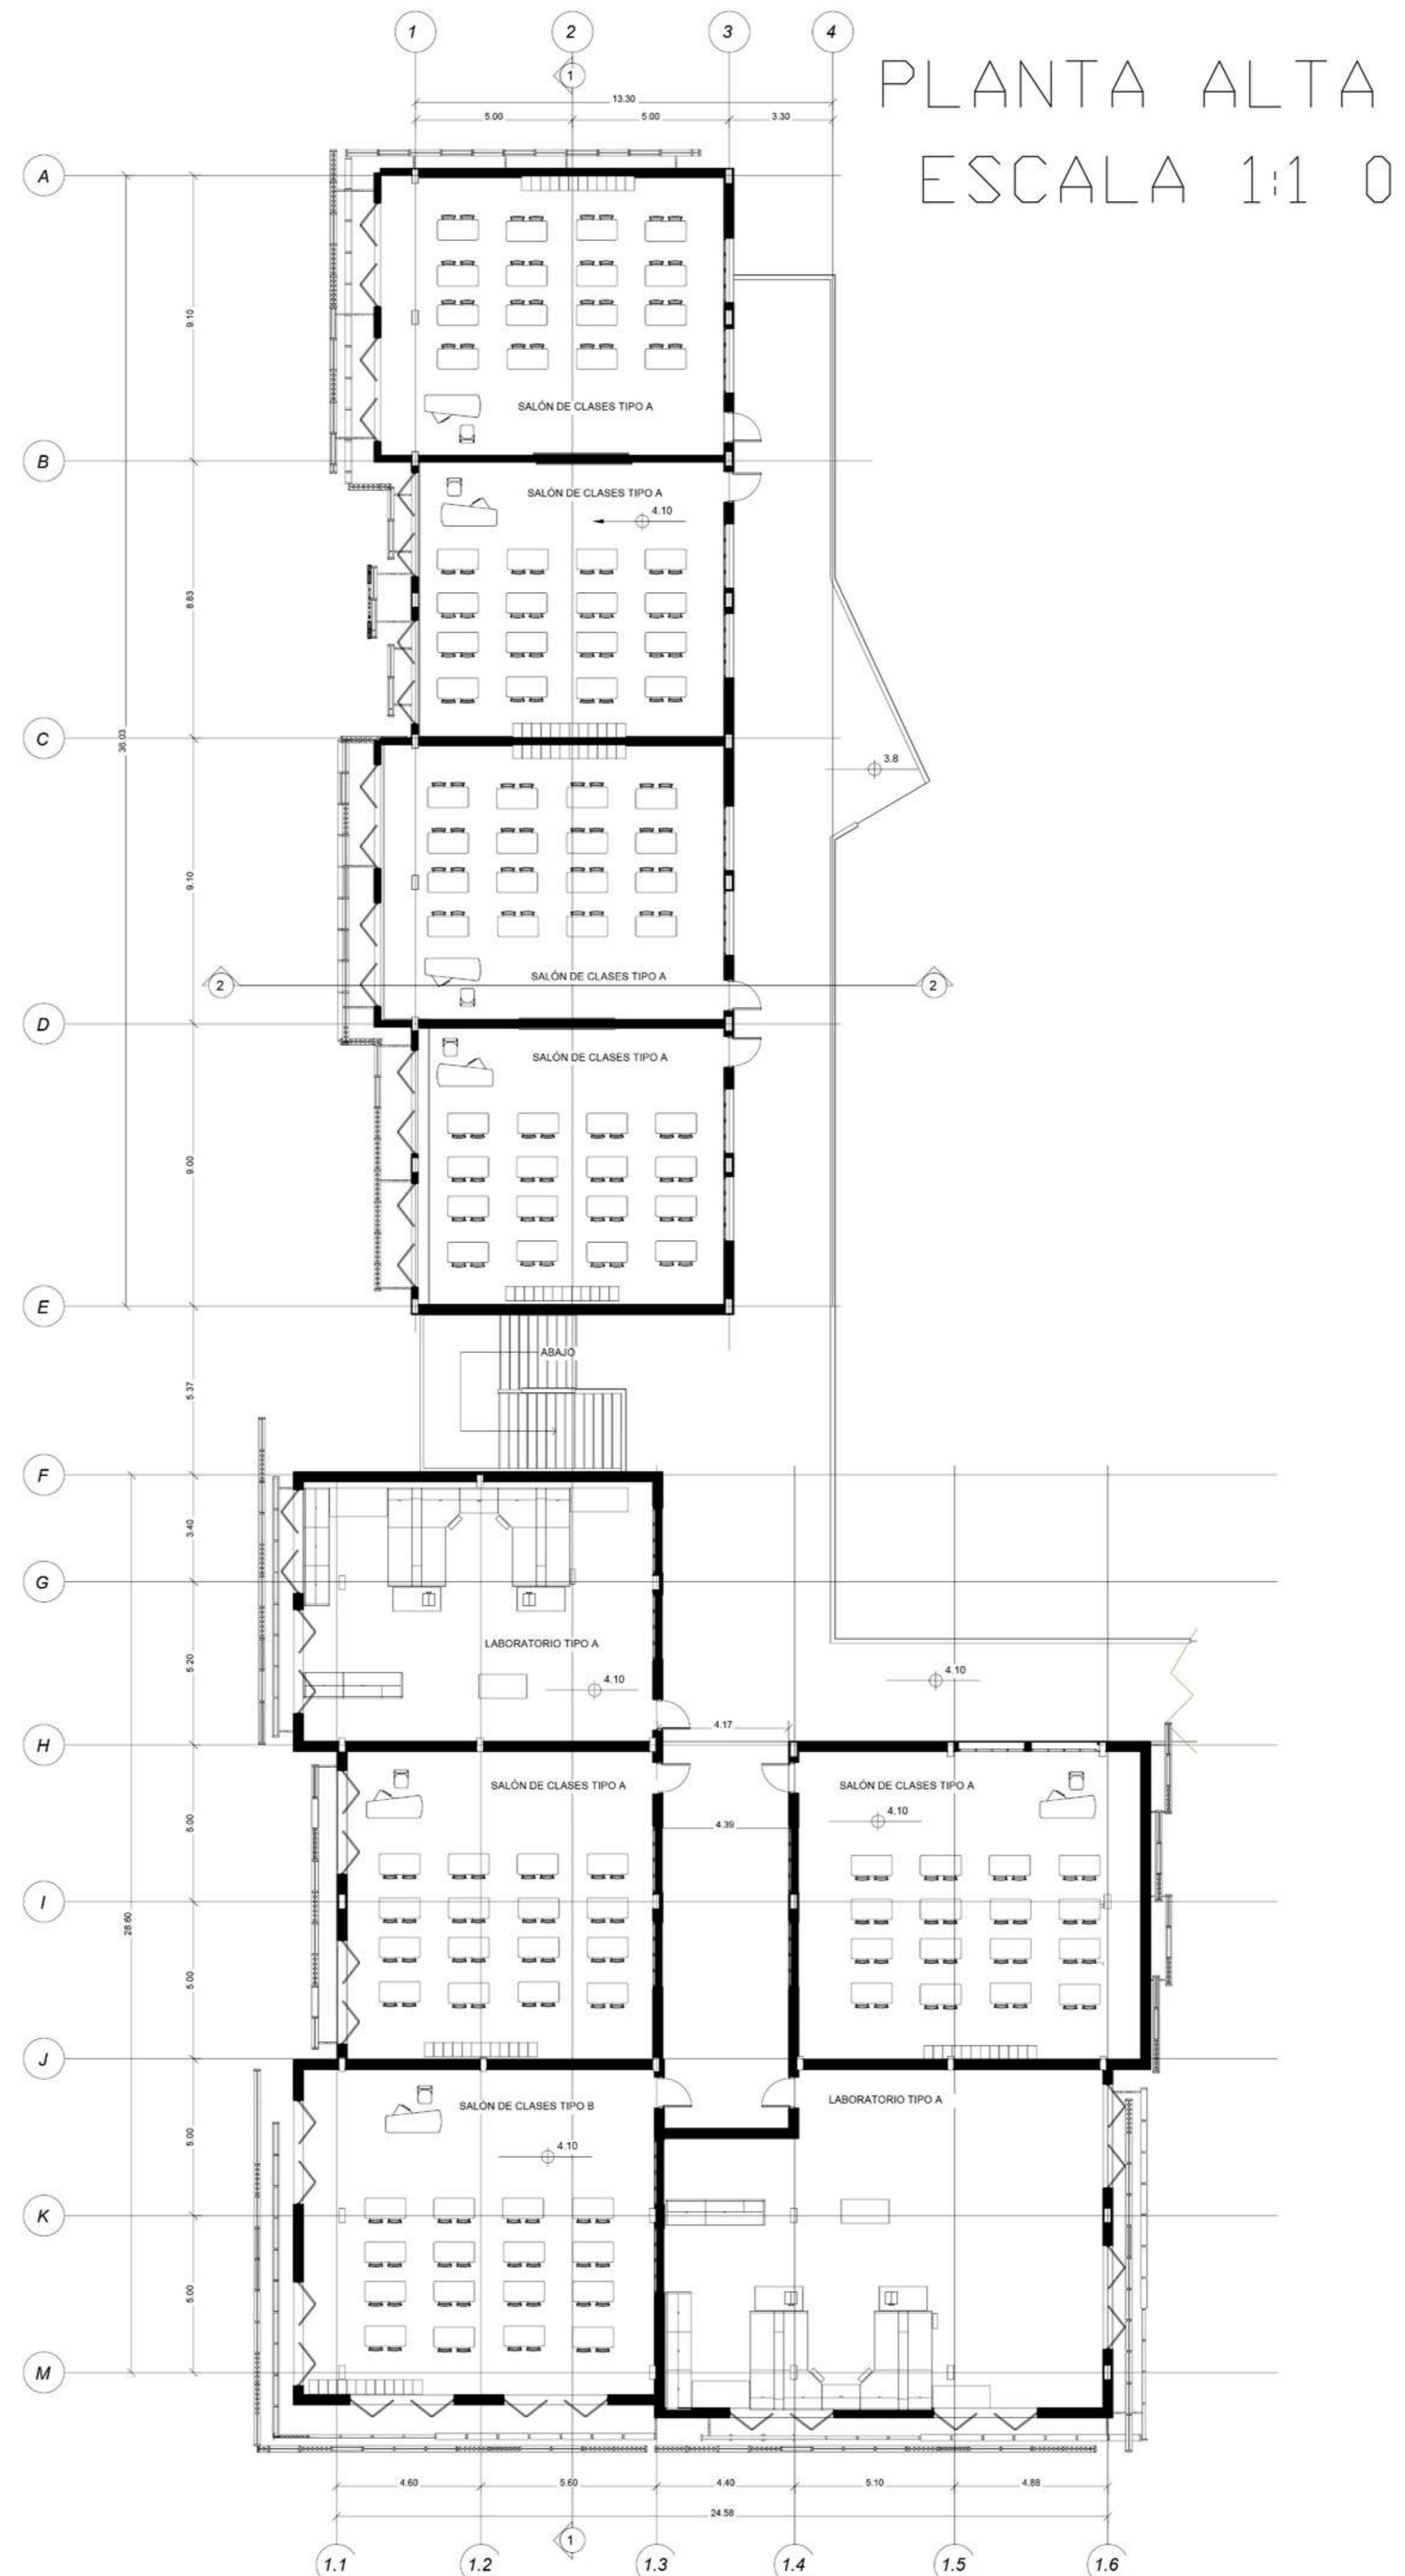 1 2 3 4
PLANTA ALTA
1
13.30
5.00 5.00 3.30
ESCALA 1:1 0
A
9.10
SALÓN DE CLASES TIPO A
B
SALÓN DE CLASES TIPO A
4.10
8.83
C
36.03
3.8
9.10
SALÓN DE CLASES TIPO A
2 2
D
SALÓN DE CLASES TIPO A
9.00
E
ABAJO
5.37
F
3.40
G
LABORATORIO TIPO A
5.20
4.10
4.10
4.17
H
SALÓN DE CLASES TIPO A
SALÓN DE CLASES TIPO A
4.10
5.00
4.39
I
28.60
5.00
J
SALÓN DE CLASES TIPO B
LABORATORIO TIPO A
5.00
4.10
K
5.00
M
4.60 5.60 4.40 5.10 4.88
24.58
1
1.1 1.2 1.3 1.4 1.5 1.6